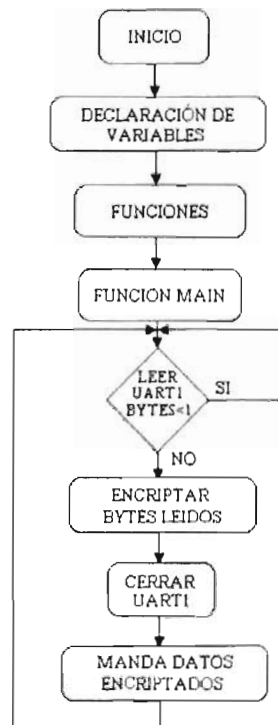 INICIO
DECLARACIÓN DE
VARIABLES
FUNCIONES
FUNCION MAIN
LEER
UART1
BYTES<1
SI
NO
ENCRIPTAR
BYTES LEIDOS
CERRAR
UART1
MANDA DATOS
ENCRIPTADOS